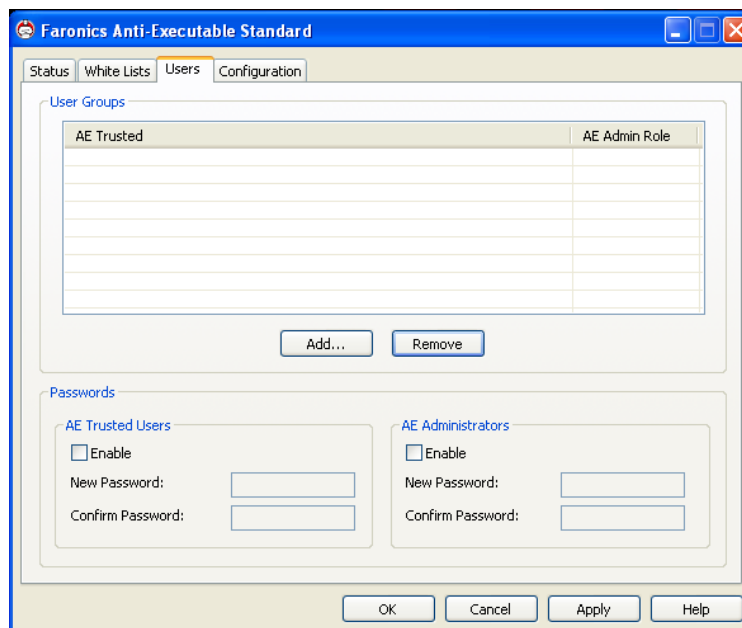 Faronics Anti-Executable Standard
Status White Lists Users Configuration
User Groups
AE Trusted AE Admin Role
Add... Remove
Passwords
AE Trusted Users AE Administrators
Enable Enable
New Password: New Password:
Confirm Password: Confirm Password:
OK Cancel Apply Help